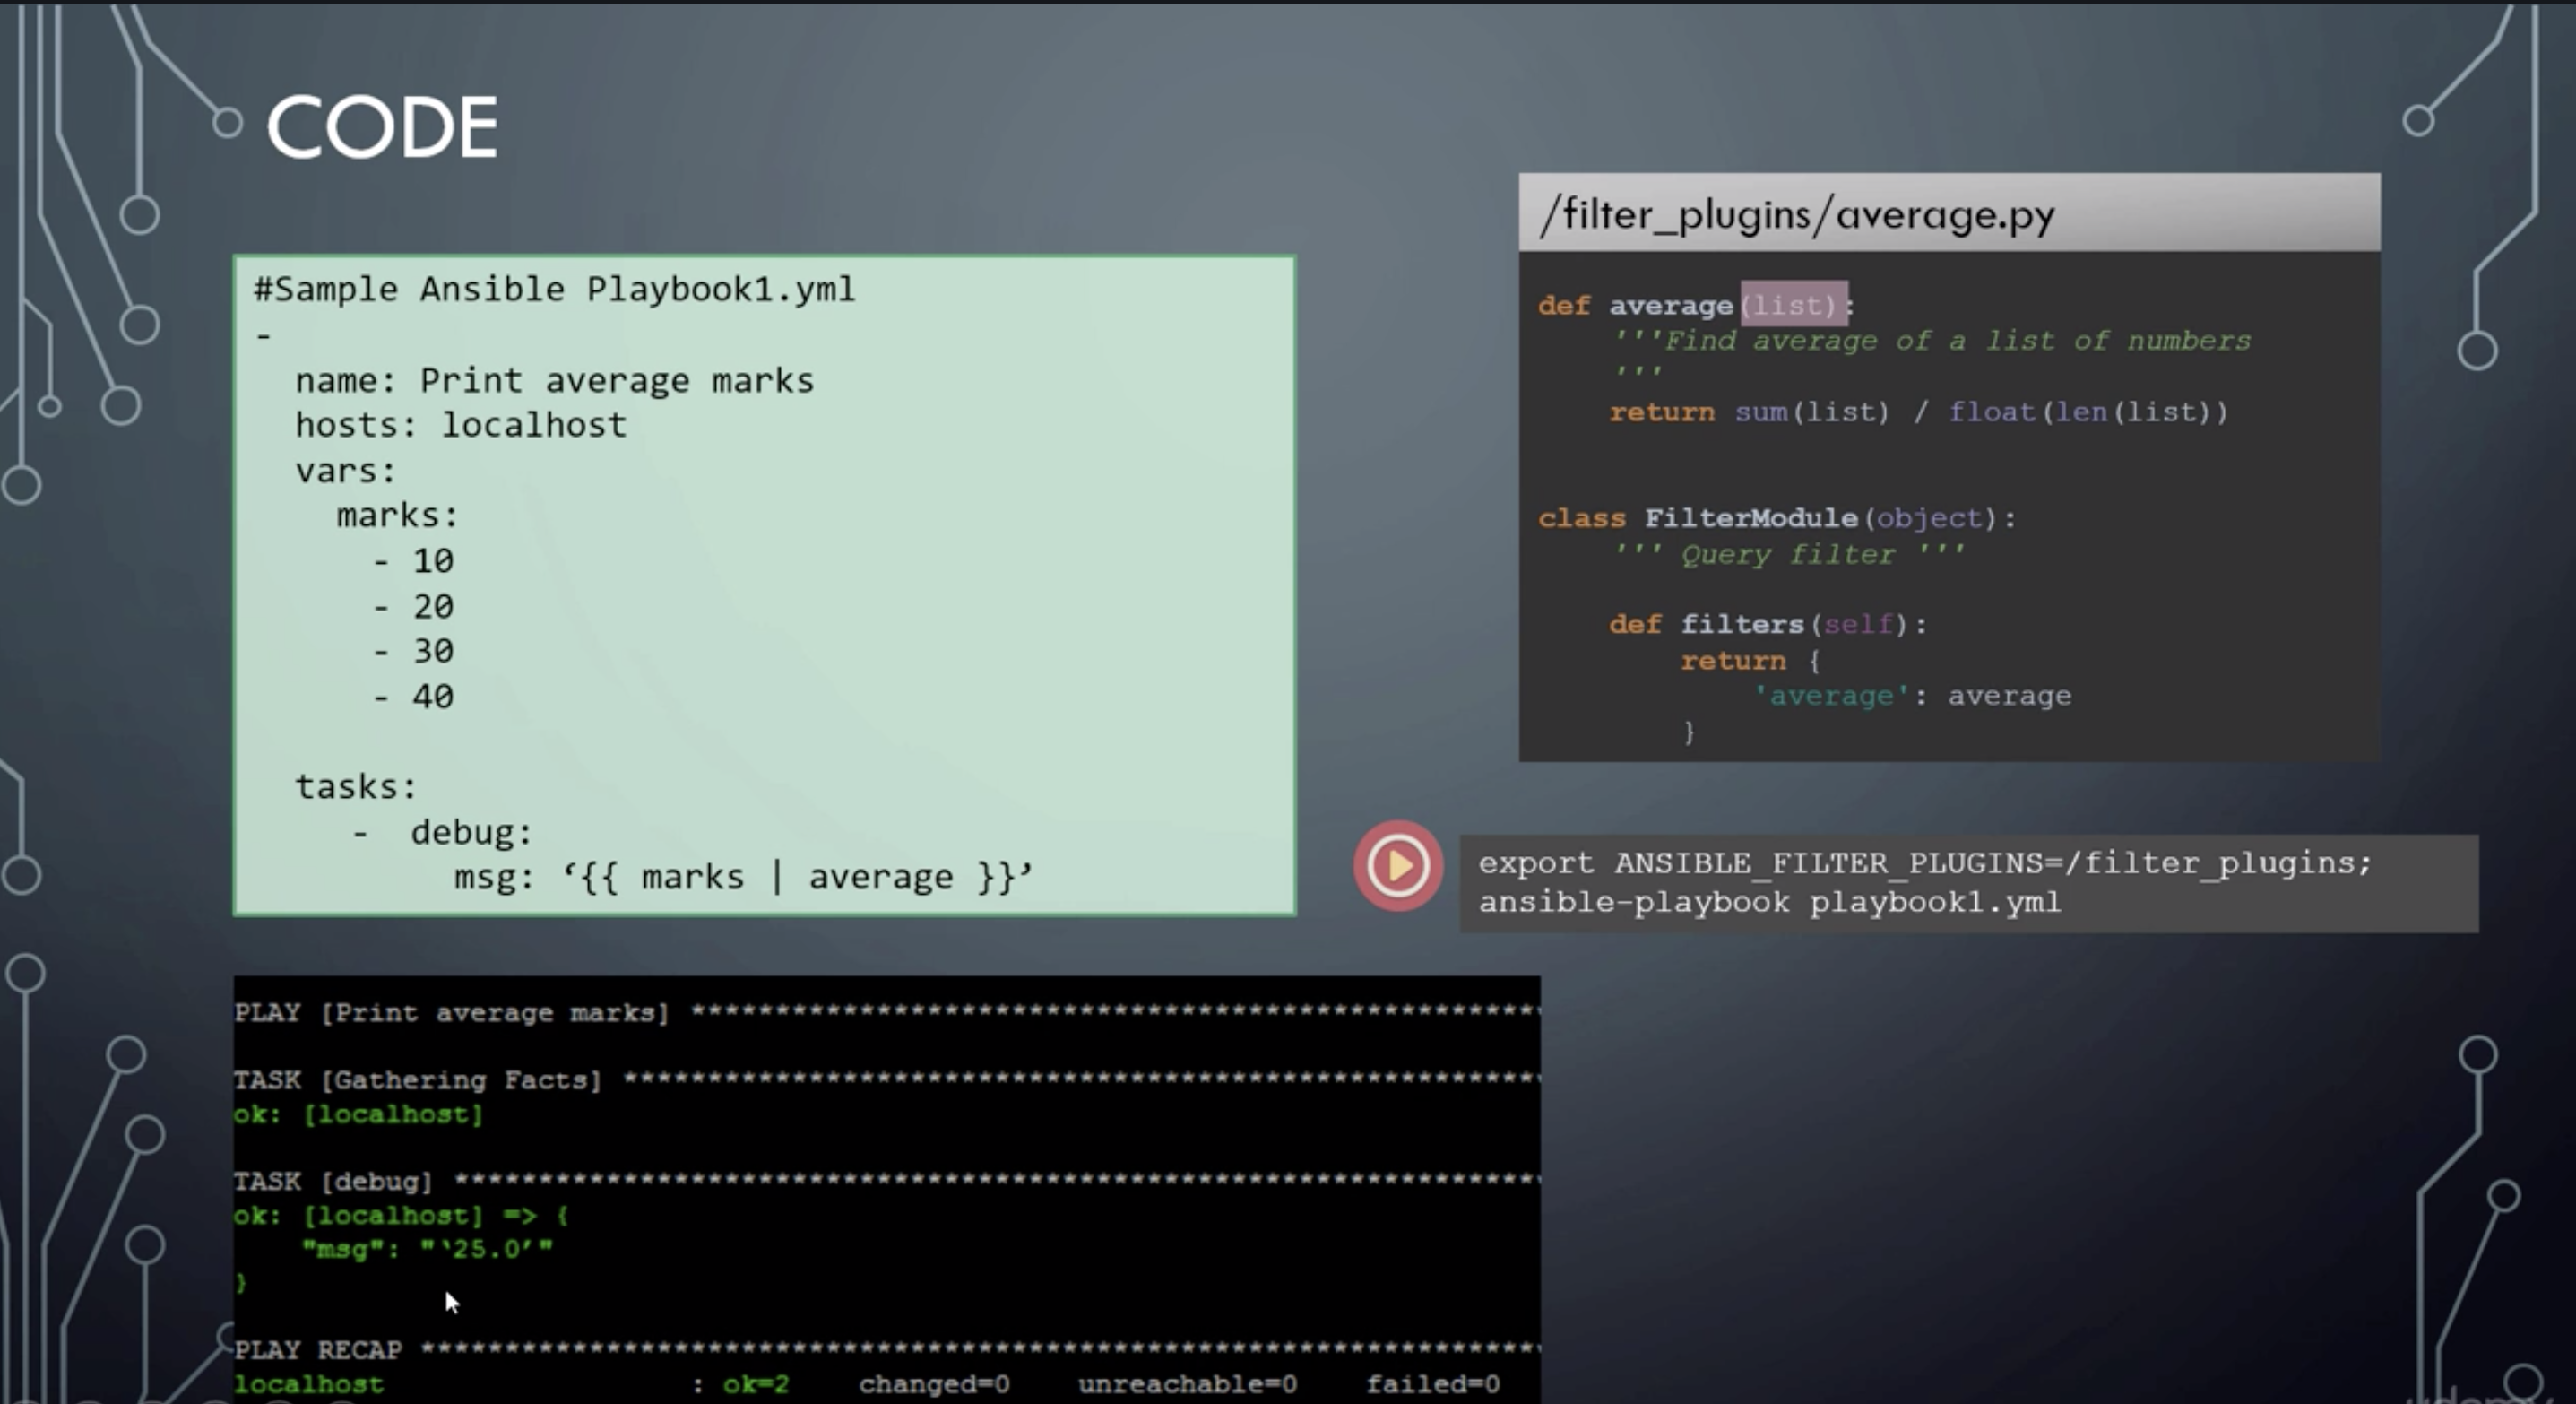 CODE
#Sample Ansible Playbook1.yml
-
name: Print average marks
hosts: localhost
vars:
marks:
- 10
- 20
- 30
- 40
tasks:
- debug:
msg: ‘{{ marks | average }}’
/filter_plugins/average.py
def average(list):
'''Find average of a list of numbers
'''
return sum(list) / float(len(list))
class FilterModule(object):
''' Query filter '''
def filters(self):
return {
'average': average
}
export ANSIBLE_FILTER_PLUGINS=/filter_plugins;
ansible-playbook playbook1.yml
PLAY [Print average marks] **************************************************
TASK [Gathering Facts] ******************************************************
ok: [localhost]
TASK [debug] ****************************************************************
ok: [localhost] => {
"msg": "‘25.0’"
}
PLAY RECAP ******************************************************************
localhost : ok=2 changed=0 unreachable=0 failed=0